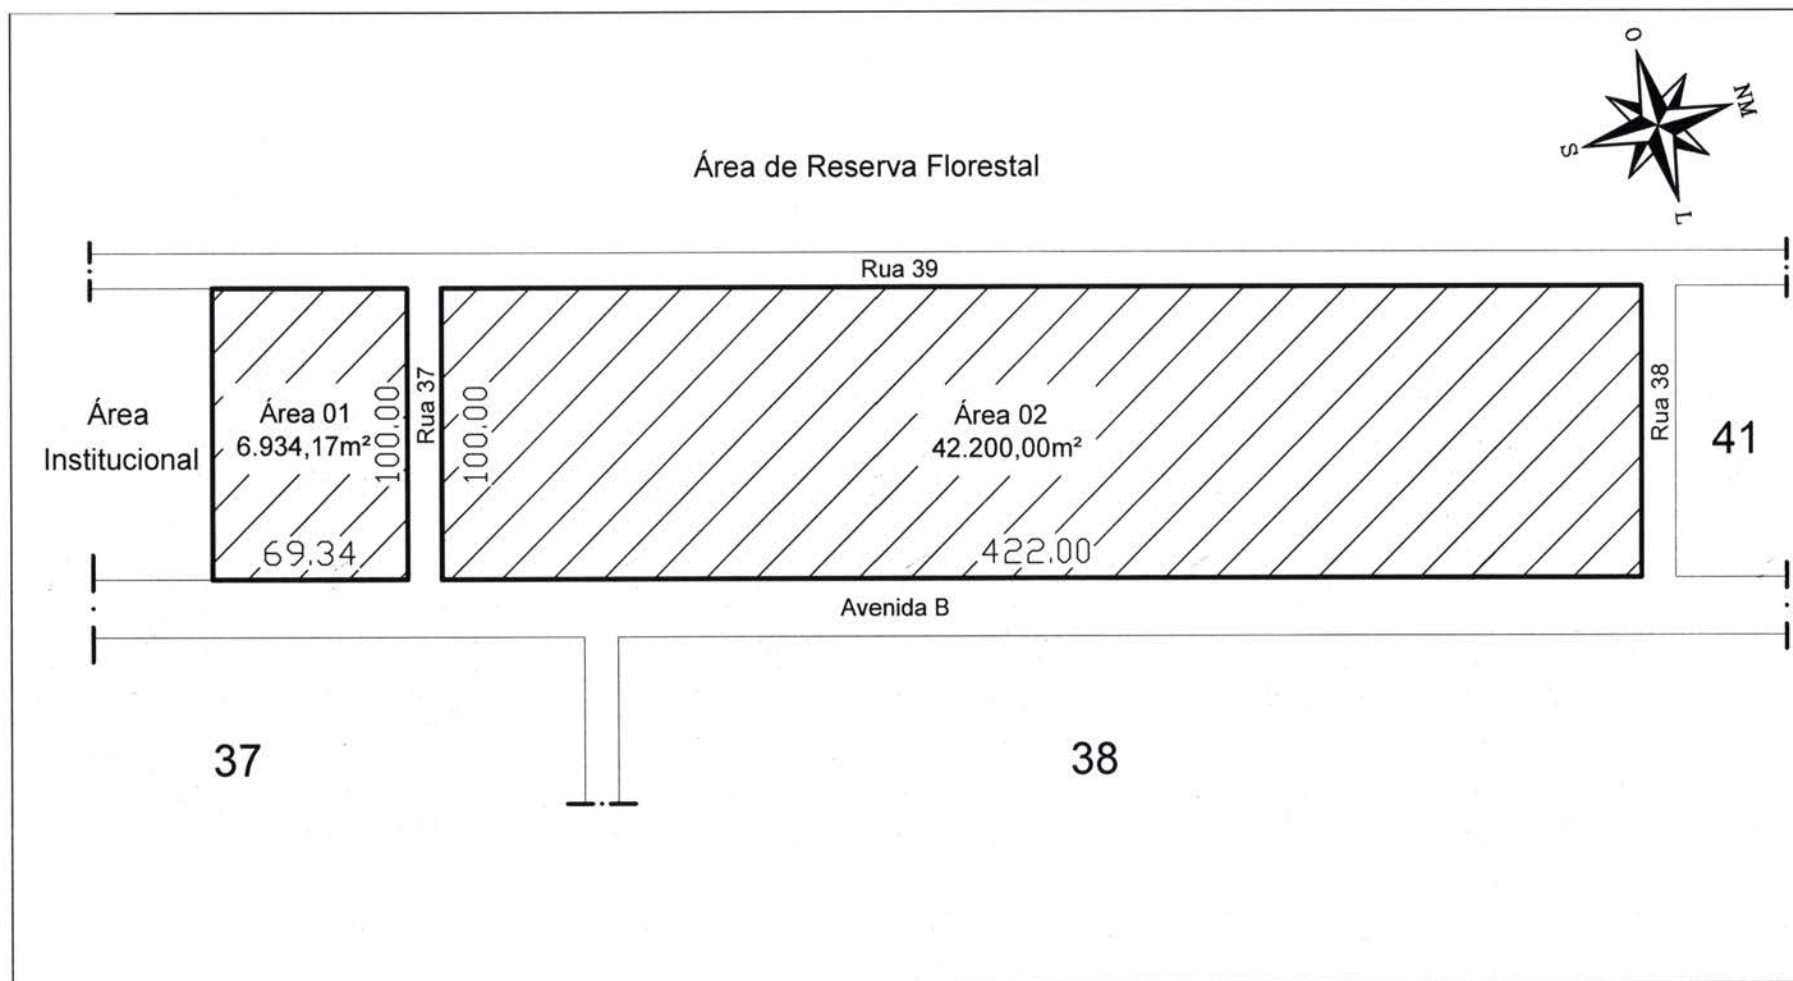 O
NM
S
L
Área de Reserva Florestal
Rua 39
Área
Institucional
Área 01
6.934,17m²
100.00
69.34
Rua 37
100.00
Área 02
42.200,00m²
422.00
Rua 38
41
Avenida B
37
38